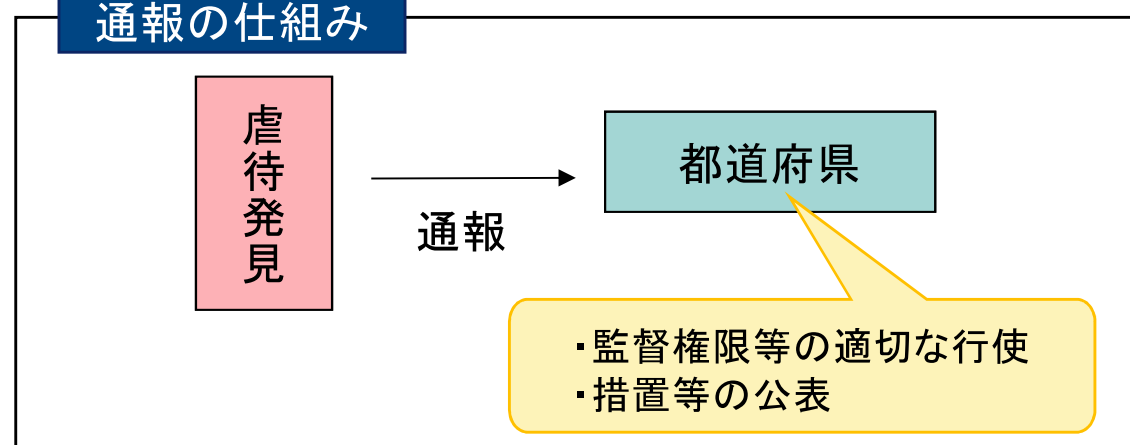 通報の仕組み
虐待発見
通報
都道府県
・監督権限等の適切な行使
・措置等の公表